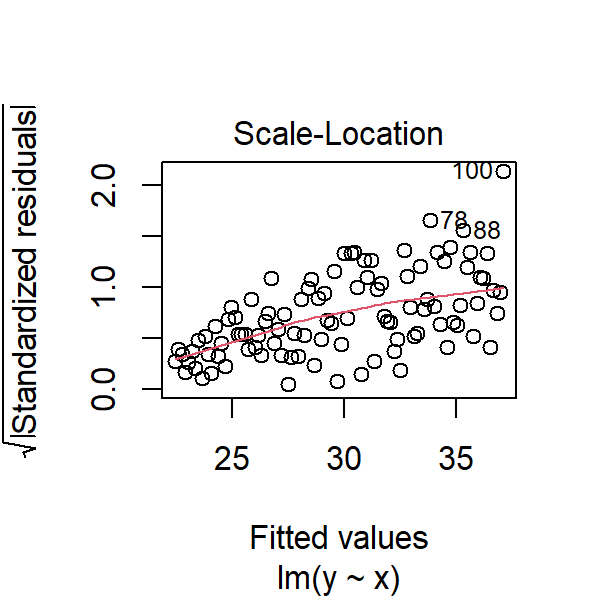 Scale-Location
√|Standardized residuals|
2.0
1.0
0.0
100
78
88
25 30 35
Fitted values
lm(y ~ x)